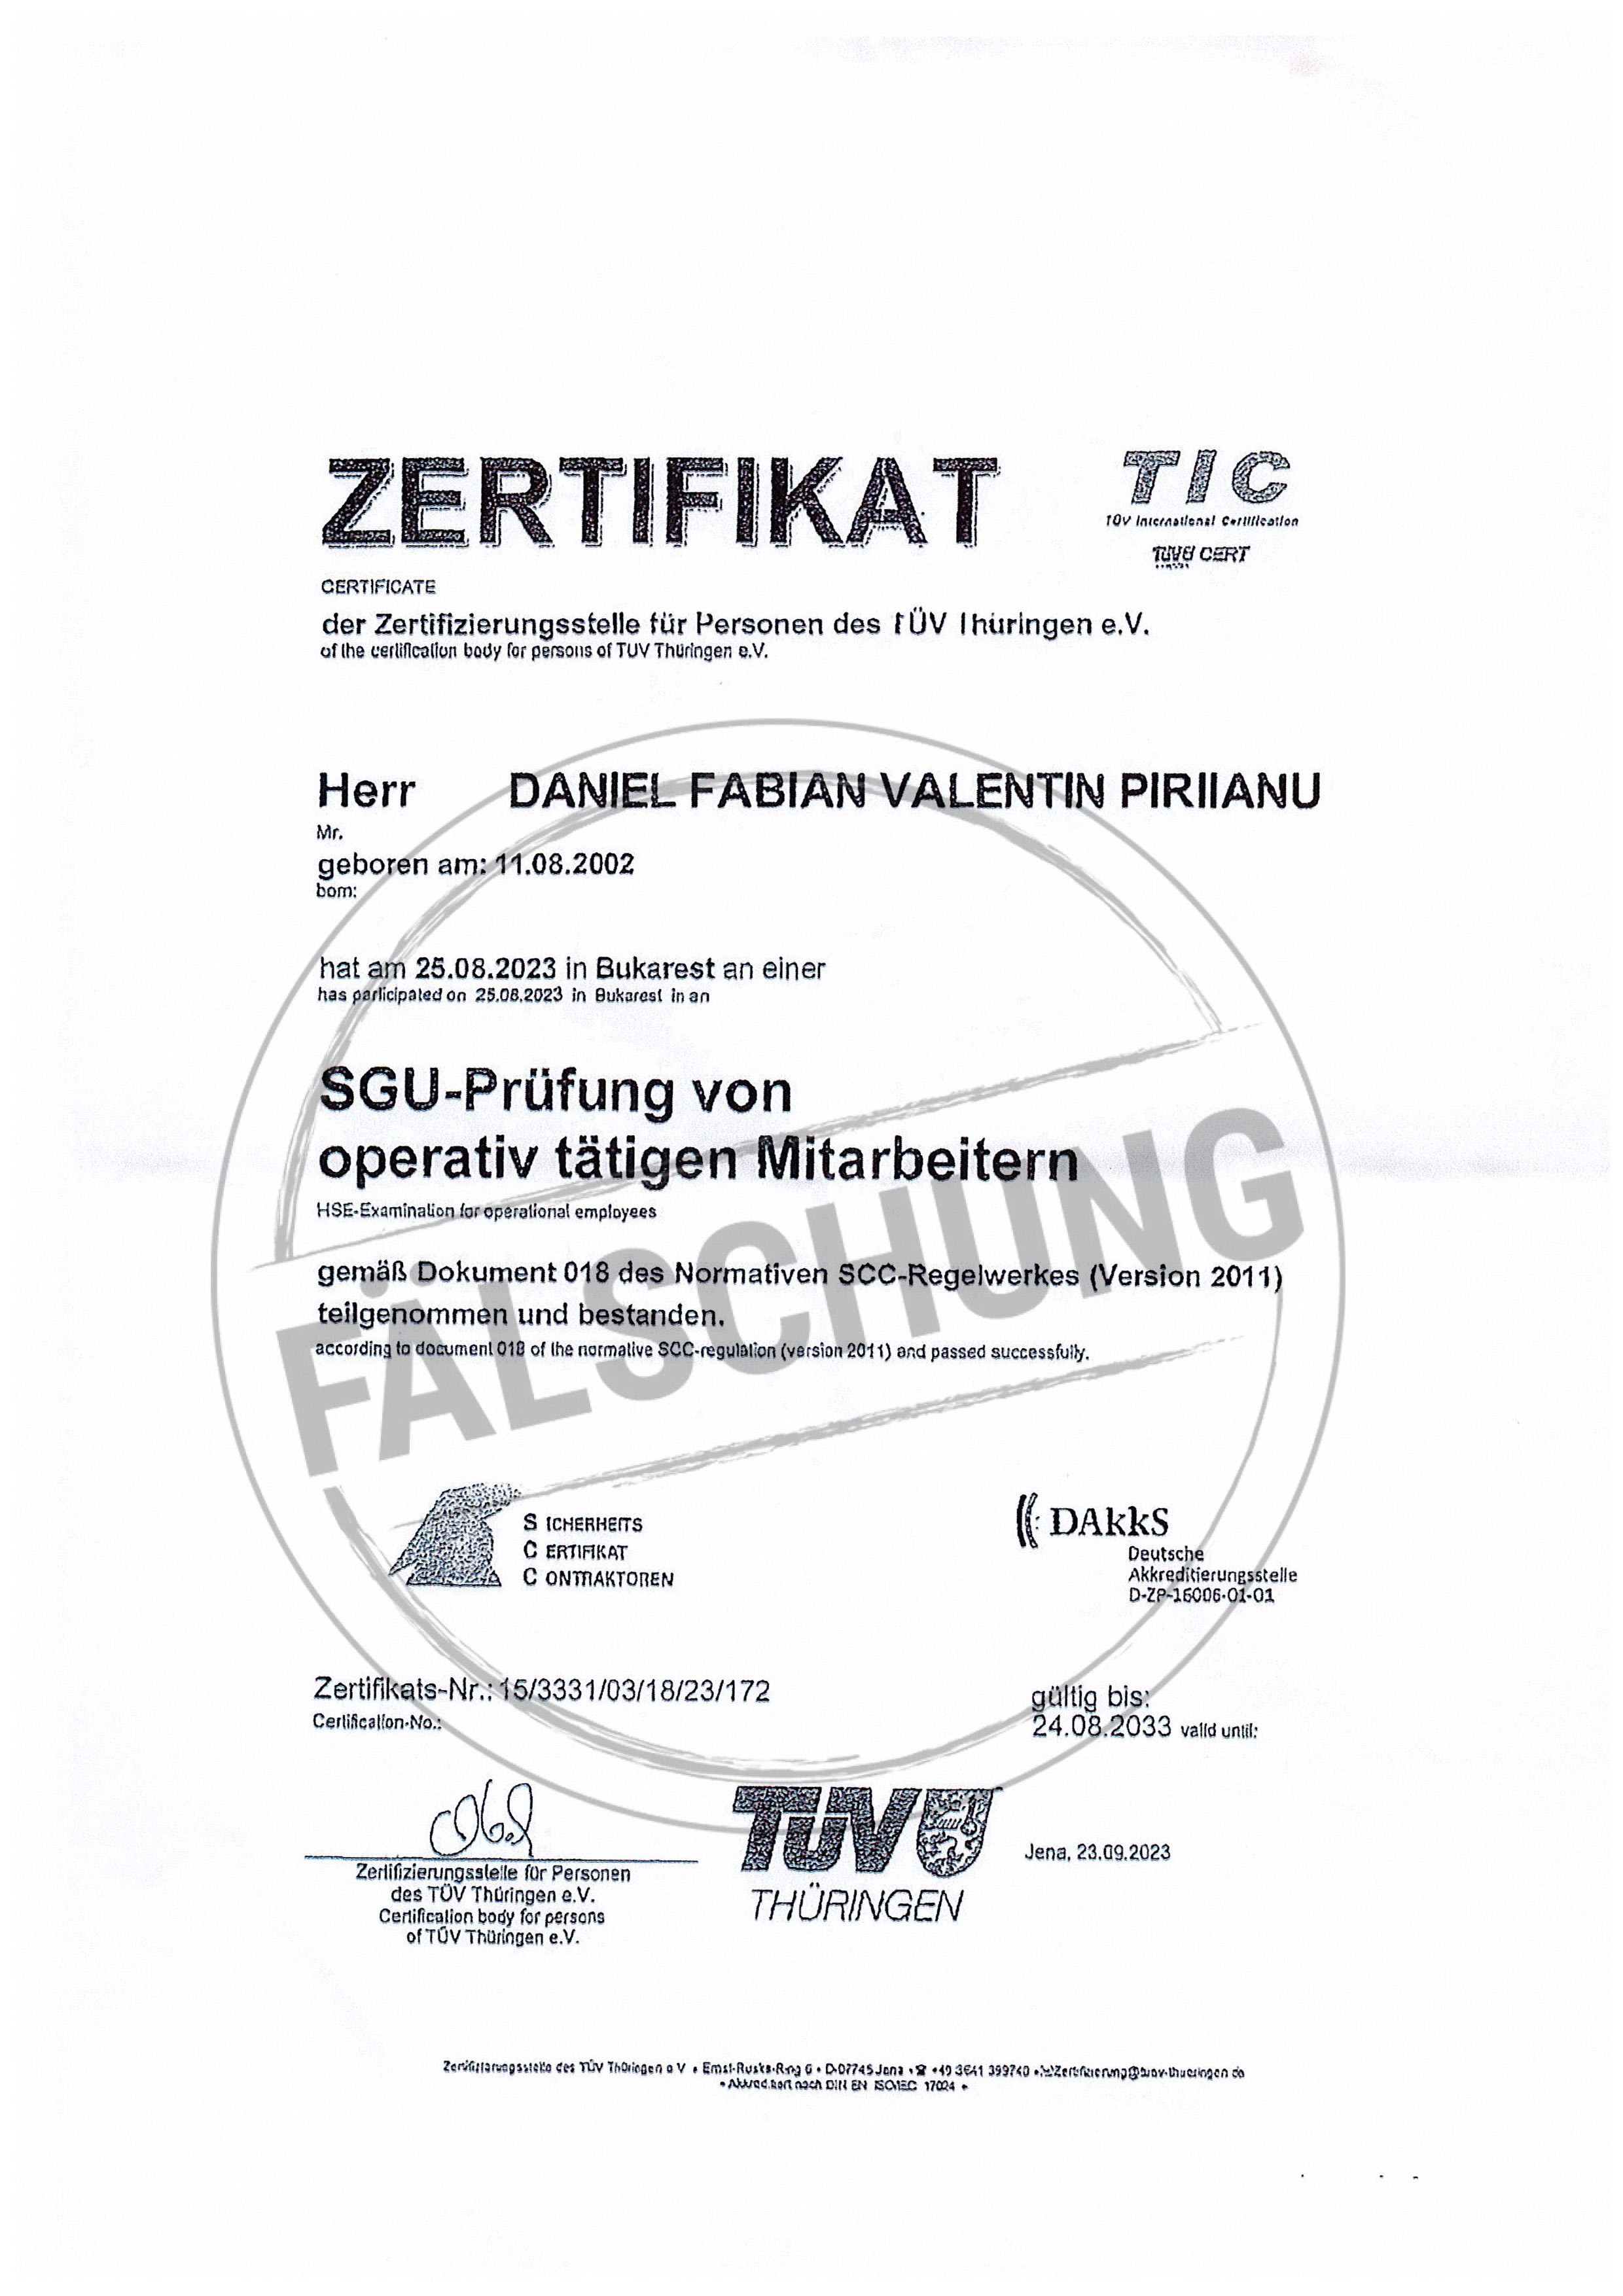 ZERTIFIKAT
TIC
TÜV International Certification
CERT
CERTIFICATE
der Zertifizierungsstelle für Personen des TÜV Thüringen e.V.
of the certification body for persons of TÜV Thüringen e.V.
Herr DANIEL FABIAN VALENTIN PIRIIANU
Mr.
geboren am: 11.08.2002
born:
hat am 25.08.2023 in Bukarest an einer
has participated on 25.08.2023 in Bukarest in an
SGU-Prüfung von
operativ tätigen Mitarbeitern
HSE-Examination for operational employees
gemäß Dokument 018 des Normativen SCC-Regelwerkes (Version 2011)
teilgenommen und bestanden.
according to document 018 of the normative SCC-regulation (version 2011) and passed successfully.
FÄLSCHUNG
SICHERHEITS
CERTIFIKAT
CONTRAKTOREN
DAkkS
Deutsche
Akkreditierungsstelle
D-ZP-16006-01-01
Zertifikats-Nr.: 15/3331/03/18/23/172
Certification-No.:
gültig bis:
24.08.2033 valid until:
Zertifizierungsstelle für Personen
des TÜV Thüringen e.V.
Certification body for persons
of TÜV Thüringen e.V.
TÜV
THÜRINGEN
Jena, 23.09.2023
Zertifizierungsstelle des TÜV Thüringen e.V. • Ernst-Ruska-Ring 6 • D-07745 Jena • ☎ +49 3641 399740 • Zertifizierung@tuev-thueringen.de
• Akkreditiert nach DIN EN ISO/IEC 17024 •